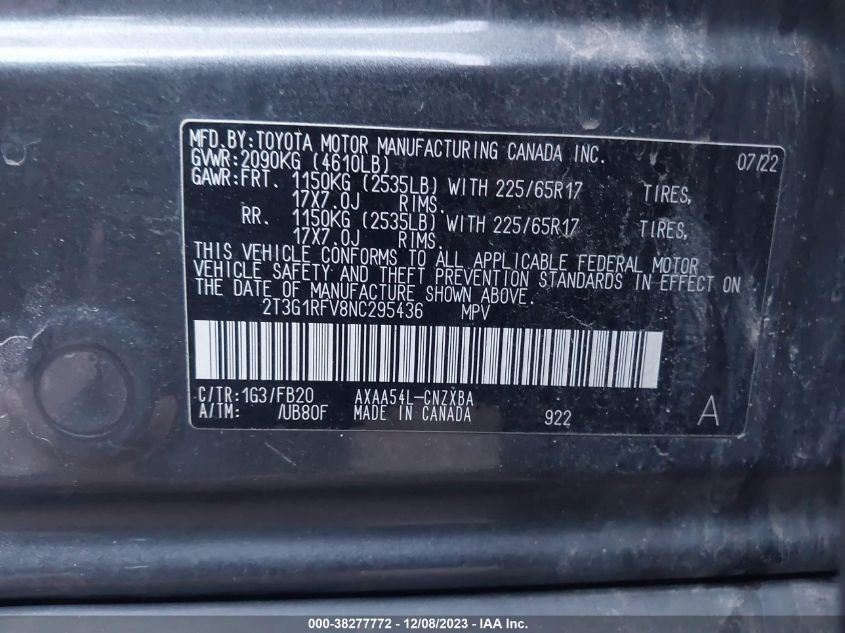 MFD.BY:TOYOTA MOTOR MANUFACTURING CANADA INC. 07/22
GVWR:2090KG (4610LB)
GAWR:FRT. 1150KG (2535LB) WITH 225/65R17 TIRES,
17X7.0J RIMS.
RR. 1150KG (2535LB) WITH 225/65R17 TIRES,
17X7.0J RIMS.
THIS VEHICLE CONFORMS TO ALL APPLICABLE FEDERAL MOTOR
VEHICLE SAFETY AND THEFT PREVENTION STANDARDS IN EFFECT ON
THE DATE OF MANUFACTURE SHOWN ABOVE.
2T3G1RFV8NC295436 MPV
C/TR:1G3/FB20 AXAA54L-CNZXBA
A/TM: /UB80F MADE IN CANADA 922 A
000-38277772 - 12/08/2023 - IAA Inc.